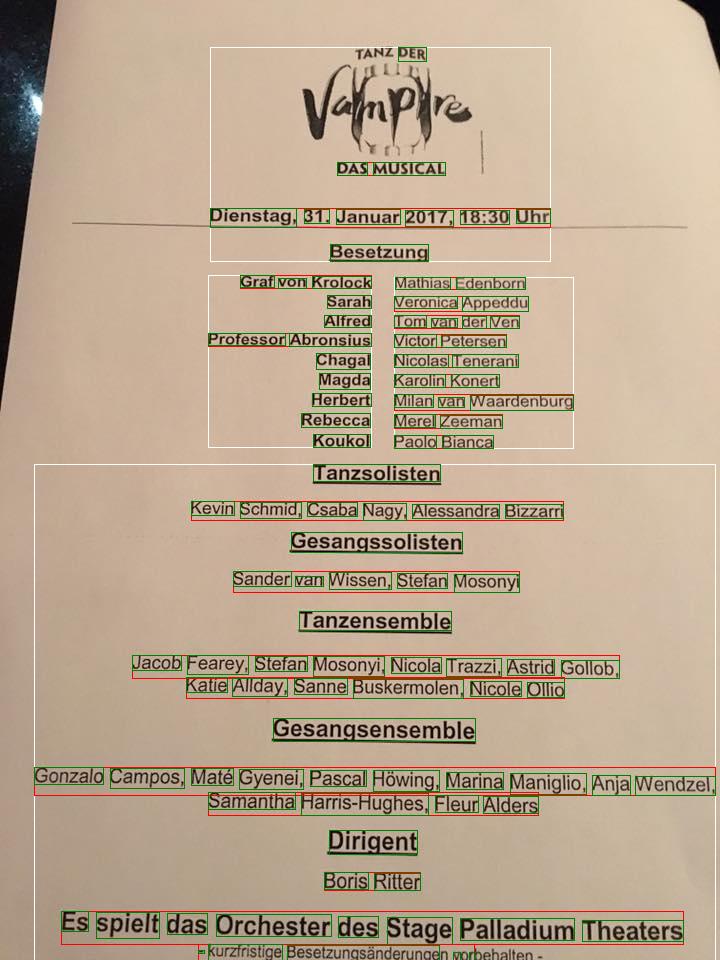 TANZ DER
Vampire
DAS MUSICAL
Dienstag, 31. Januar 2017, 18:30 Uhr
Besetzung
Graf von Krolock Mathias Edenborn
Sarah Veronica Appeddu
Alfred Tom van der Ven
Professor Abronsius Victor Petersen
Chagal Nicolas Tenerani
Magda Karolin Konert
Herbert Milan van Waardenburg
Rebecca Merel Zeeman
Koukol Paolo Bianca
Tanzsolisten
Kevin Schmid, Csaba Nagy, Alessandra Bizzarri
Gesangssolisten
Sander van Wissen, Stefan Mosonyi
Tanzensemble
Jacob Fearey, Stefan Mosonyi, Nicola Trazzi, Astrid Gollob,
Katie Allday, Sanne Buskermolen, Nicole Ollio
Gesangsensemble
Gonzalo Campos, Maté Gyenei, Pascal Höwing, Marina Maniglio, Anja Wendzel,
Samantha Harris-Hughes, Fleur Alders
Dirigent
Boris Ritter
Es spielt das Orchester des Stage Palladium Theaters
- kurzfristige Besetzungsänderungen vorbehalten -